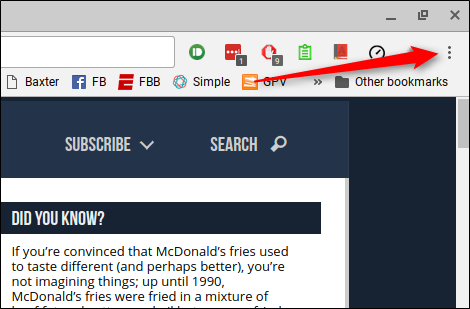 1
9
Baxter
FB
FBB
Simple
GPV
»
Other bookmarks
SUBSCRIBE
SEARCH
DID YOU KNOW?
If you're convinced that McDonald's fries used
to taste different (and perhaps better), you're
not imagining things; up until 1990,
McDonald's fries were fried in a mixture of